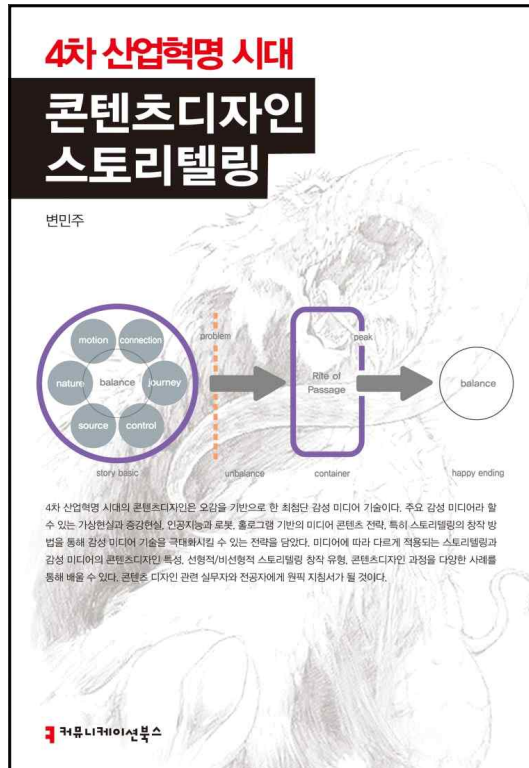 4차 산업혁명 시대
콘텐츠디자인
스토리텔링
변민주
problem
peak
motion connection
nature balance journey
source control
Rite of
Passage
balance
story basic
unbalance
container
happy ending
4차 산업혁명 시대의 콘텐츠디자인은 오감을 기반으로 한 최첨단 감성 미디어 기술이다. 주요 감성 미디어라 할
수 있는 가상현실과 증강현실, 인공지능과 로봇, 홀로그램 기반의 미디어 콘텐츠 전략, 특히 스토리텔링의 창작 방
법을 통해 감성 미디어 기술을 극대화시킬 수 있는 전략을 담았다. 미디어에 따라 다르게 적용되는 스토리텔링과
감성 미디어의 콘텐츠디자인 특성, 선형적/비선형적 스토리텔링 창작 유형, 콘텐츠디자인 과정을 다양한 사례를
통해 배울 수 있다. 콘텐츠 디자인 관련 실무자와 전공자에게 원픽 지침서가 될 것이다.
커뮤니케이션북스